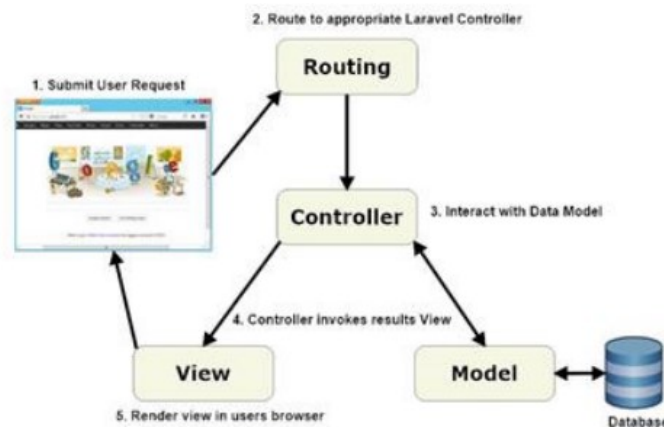 2. Route to appropriate Laravel Controller
Routing
1. Submit User Request
Google
Controller
3. Interact with Data Model
4. Controller invokes results View
View
Model
5. Render view in users browser
Database